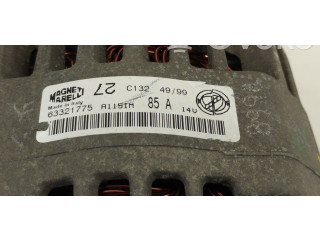 MAGNETI MARELLI 27 C132 49/99
Made in Italy
63321775 A115IM 85 A 14V